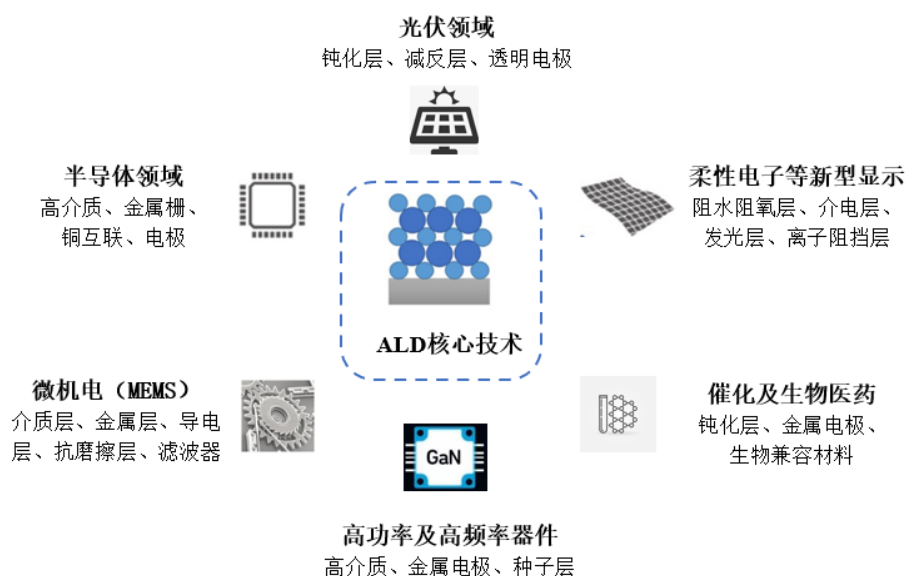 光伏领域
钝化层、减反层、透明电极
半导体领域
高介质、金属栅、
铜互联、电极
柔性电子等新型显示
阻水阻氧层、介电层、
发光层、离子阻挡层
ALD核心技术
微机电（MEMS）
介质层、金属层、导电
层、抗磨擦层、滤波器
催化及生物医药
钝化层、金属电极、
生物兼容材料
GaN
高功率及高频率器件
高介质、金属电极、种子层